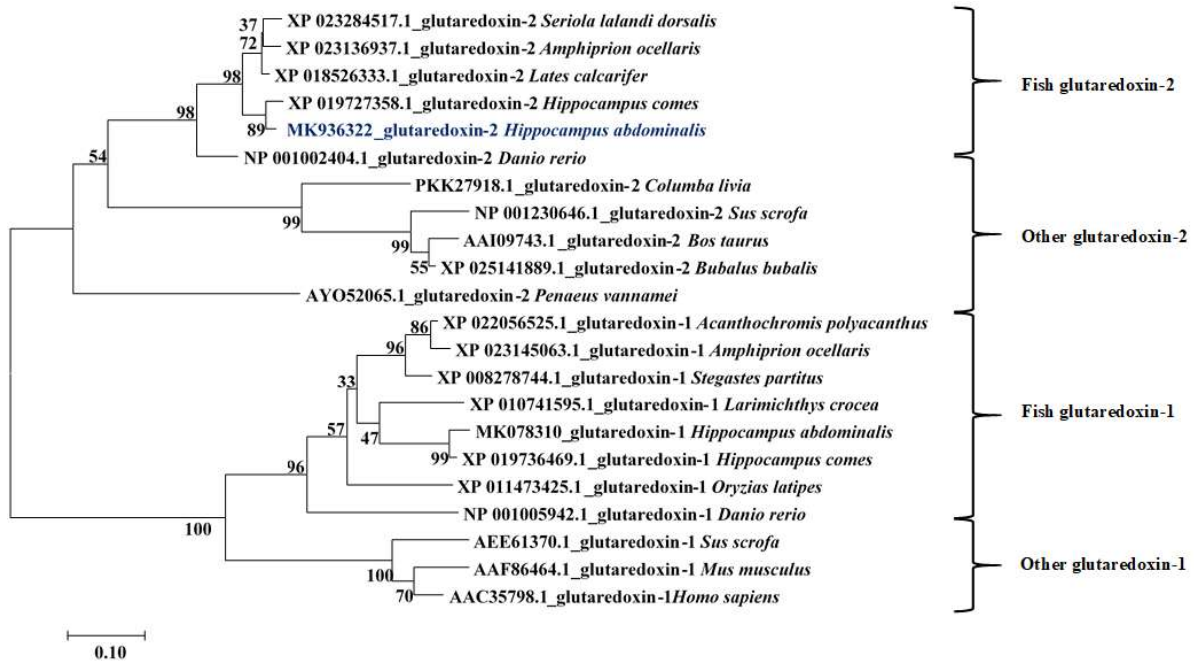 37
XP 023284517.1_glutaredoxin-2 Seriola lalandi dorsalis
72
XP 023136937.1_glutaredoxin-2 Amphiprion ocellaris
98
XP 018526333.1_glutaredoxin-2 Lates calcarifer
Fish glutaredoxin-2
98
XP 019727358.1_glutaredoxin-2 Hippocampus comes
89
MK936322_glutaredoxin-2 Hippocampus abdominalis
54
NP 001002404.1_glutaredoxin-2 Danio rerio
PKK27918.1_glutaredoxin-2 Columba livia
99
NP 001230646.1_glutaredoxin-2 Sus scrofa
Other glutaredoxin-2
99
AAI09743.1_glutaredoxin-2 Bos taurus
55
XP 025141889.1_glutaredoxin-2 Bubalus bubalis
AYO52065.1_glutaredoxin-2 Penaeus vannamei
86
XP 022056525.1_glutaredoxin-1 Acanthochromis polyacanthus
96
XP 023145063.1_glutaredoxin-1 Amphiprion ocellaris
33
XP 008278744.1_glutaredoxin-1 Stegastes partitus
57
XP 010741595.1_glutaredoxin-1 Larimichthys crocea
Fish glutaredoxin-1
47
MK078310_glutaredoxin-1 Hippocampus abdominalis
96
99
XP 019736469.1_glutaredoxin-1 Hippocampus comes
XP 011473425.1_glutaredoxin-1 Oryzias latipes
100
NP 001005942.1_glutaredoxin-1 Danio rerio
AEE61370.1_glutaredoxin-1 Sus scrofa
Other glutaredoxin-1
100
AAF86464.1_glutaredoxin-1 Mus musculus
70
AAC35798.1_glutaredoxin-1Homo sapiens
0.10